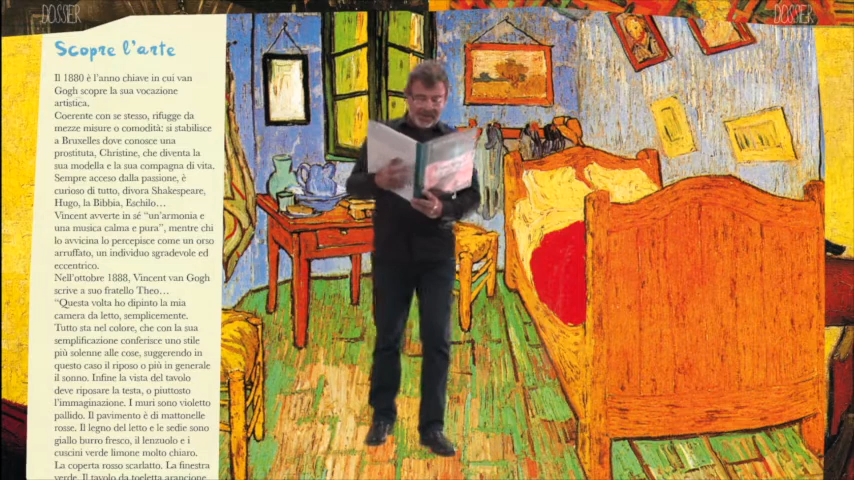 DOSSIER
DOSSIER
Scopre l'arte
Il 1880 è l'anno chiave in cui van
Gogh scopre la sua vocazione
artistica.
Coerente con se stesso, rifugge da
mezze misure o comodità: si stabilisce
a Bruxelles dove conosce una
prostituta, Christine, che diventa la
sua modella e la sua compagna di vita.
Sempre acceso dalla passione, è
curioso di tutto, divora Shakespeare,
Hugo, la Bibbia, Eschilo…
Vincent avverte in sé "un'armonia e
una musica calma e pura", mentre chi
lo avvicina lo percepisce come un orso
arruffato, un individuo sgradevole ed
eccentrico.
Nell'ottobre 1888, Vincent van Gogh
scrive a suo fratello Theo…
"Questa volta ho dipinto la mia
camera da letto, semplicemente.
Tutto sta nel colore, che con la sua
semplificazione conferisce uno stile
più solenne alle cose, suggerendo in
questo caso il riposo o più in generale
il sonno. Infine la vista del tavolo
deve riposare la testa, o piuttosto
l'immaginazione. I muri sono violetto
pallido. Il pavimento è di mattonelle
rosse. Il legno del letto e le sedie sono
giallo burro fresco, il lenzuolo e i
cuscini verde limone molto chiaro.
La coperta rosso scarlatto. La finestra
verde. Il tavolo da toeletta arancione,